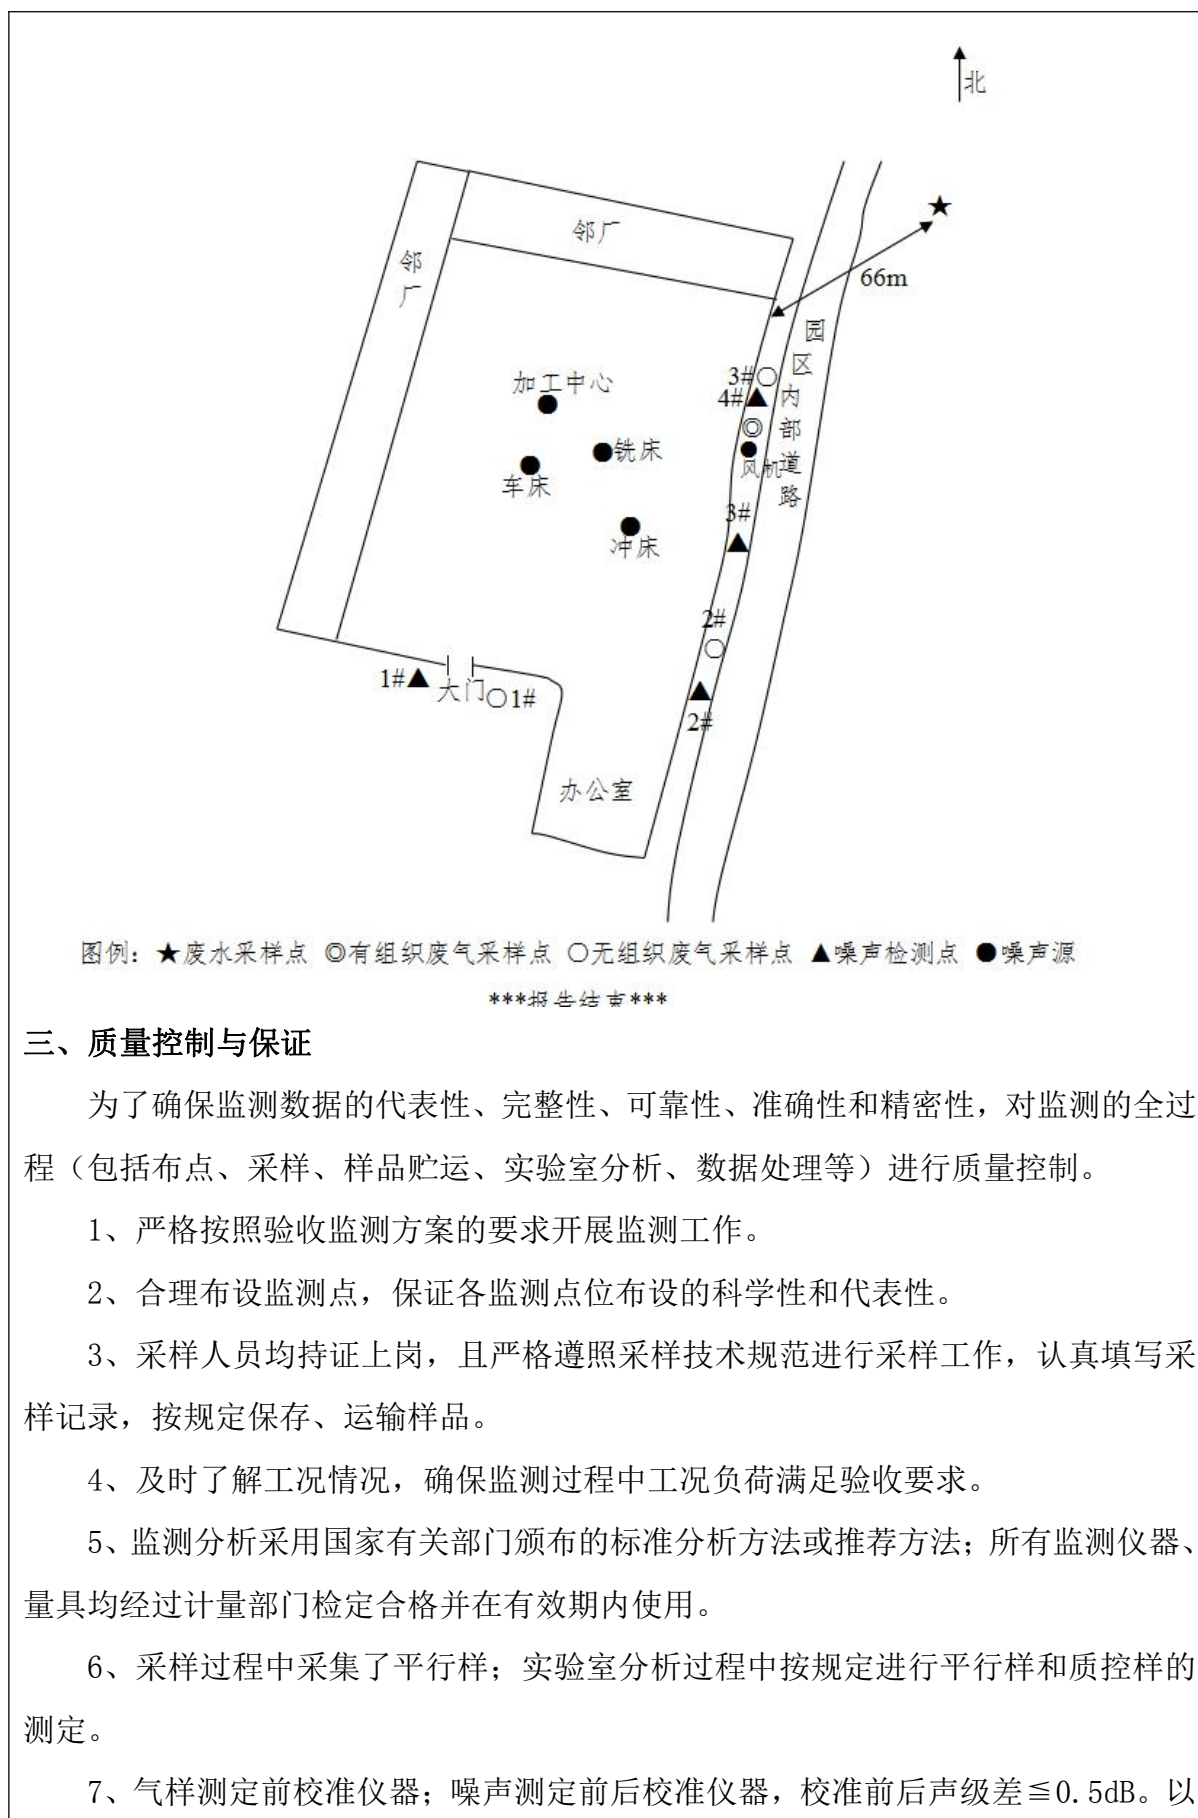 北
邻厂
邻厂
66m
园区内部道路
3#○
加工中心
4#▲
◎
铣床
风机
车床
3#
冲床
2#
1#▲
大门
○1#
2#
办公室
图例：★废水采样点 ◎有组织废气采样点 ○无组织废气采样点 ▲噪声检测点 ●噪声源
***报告结束***
三、质量控制与保证
为了确保监测数据的代表性、完整性、可靠性、准确性和精密性，对监测的全过
程（包括布点、采样、样品贮运、实验室分析、数据处理等）进行质量控制。
1、严格按照验收监测方案的要求开展监测工作。
2、合理布设监测点，保证各监测点位布设的科学性和代表性。
3、采样人员均持证上岗，且严格遵照采样技术规范进行采样工作，认真填写采
样记录，按规定保存、运输样品。
4、及时了解工况情况，确保监测过程中工况负荷满足验收要求。
5、监测分析采用国家有关部门颁布的标准分析方法或推荐方法；所有监测仪器、
量具均经过计量部门检定合格并在有效期内使用。
6、采样过程中采集了平行样；实验室分析过程中按规定进行平行样和质控样的
测定。
7、气样测定前校准仪器；噪声测定前后校准仪器，校准前后声级差≦0.5dB。以